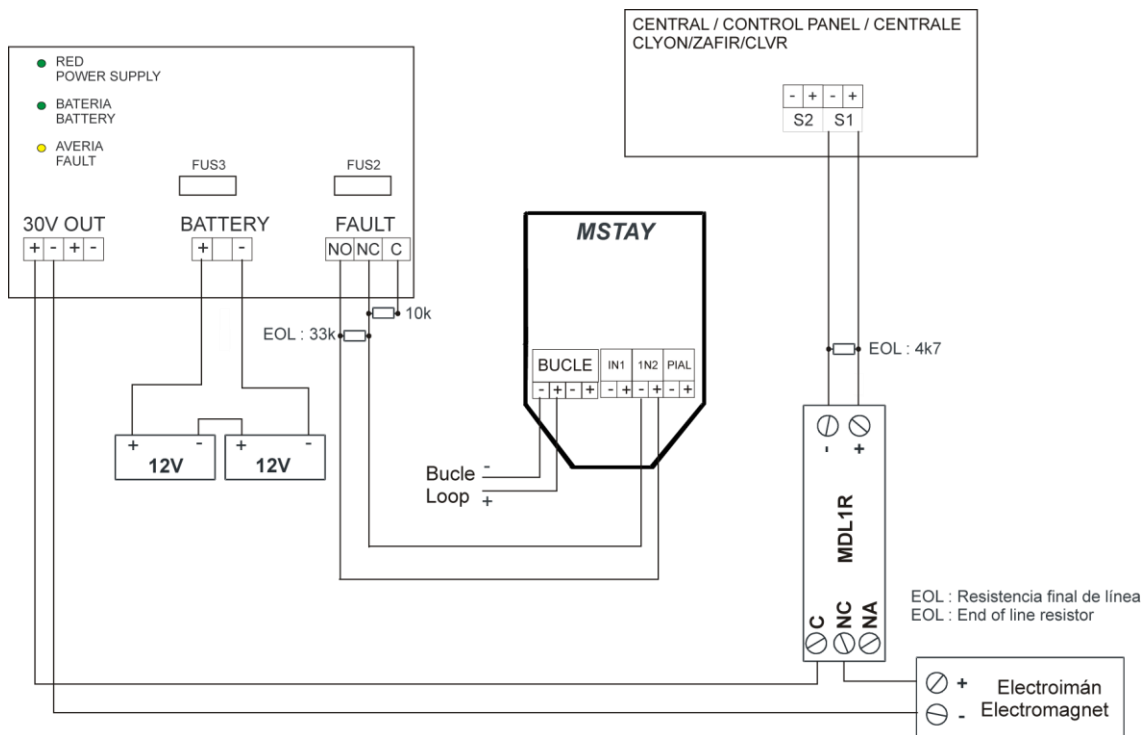 CENTRAL / CONTROL PANEL / CENTRALE
CLYON/ZAFIR/CLVR
- + - +
S2 S1
RED
POWER SUPPLY
BATERIA
BATTERY
AVERIA
FAULT
FUS3
FUS2
30V OUT
BATTERY
FAULT
+ - + -
+ -
NO NC C
10k
EOL : 33k
MSTAY
BUCLE IN1 1N2 PIAL
- + - + - + - + - +
EOL : 4k7
+ -
12V
+ -
12V
Bucle -
Loop +
- +
MDL1R
C NC NA
EOL : Resistencia final de línea
EOL : End of line resistor
+ Electroimán
- Electromagnet